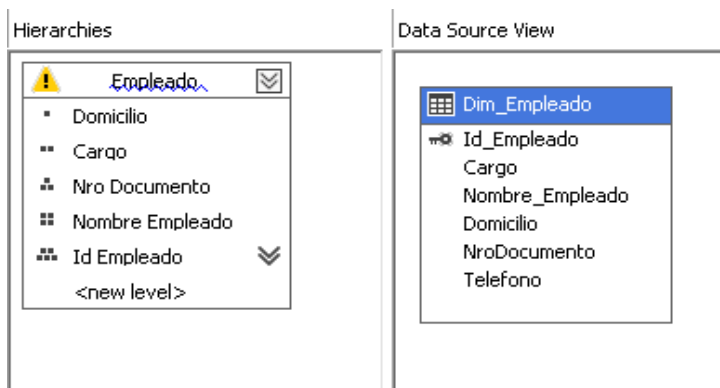 Hierarchies
Empleado
Domicilio
Cargo
Nro Documento
Nombre Empleado
Id Empleado
<new level>
Data Source View
Dim_Empleado
Id_Empleado
Cargo
Nombre_Empleado
Domicilio
NroDocumento
Telefono